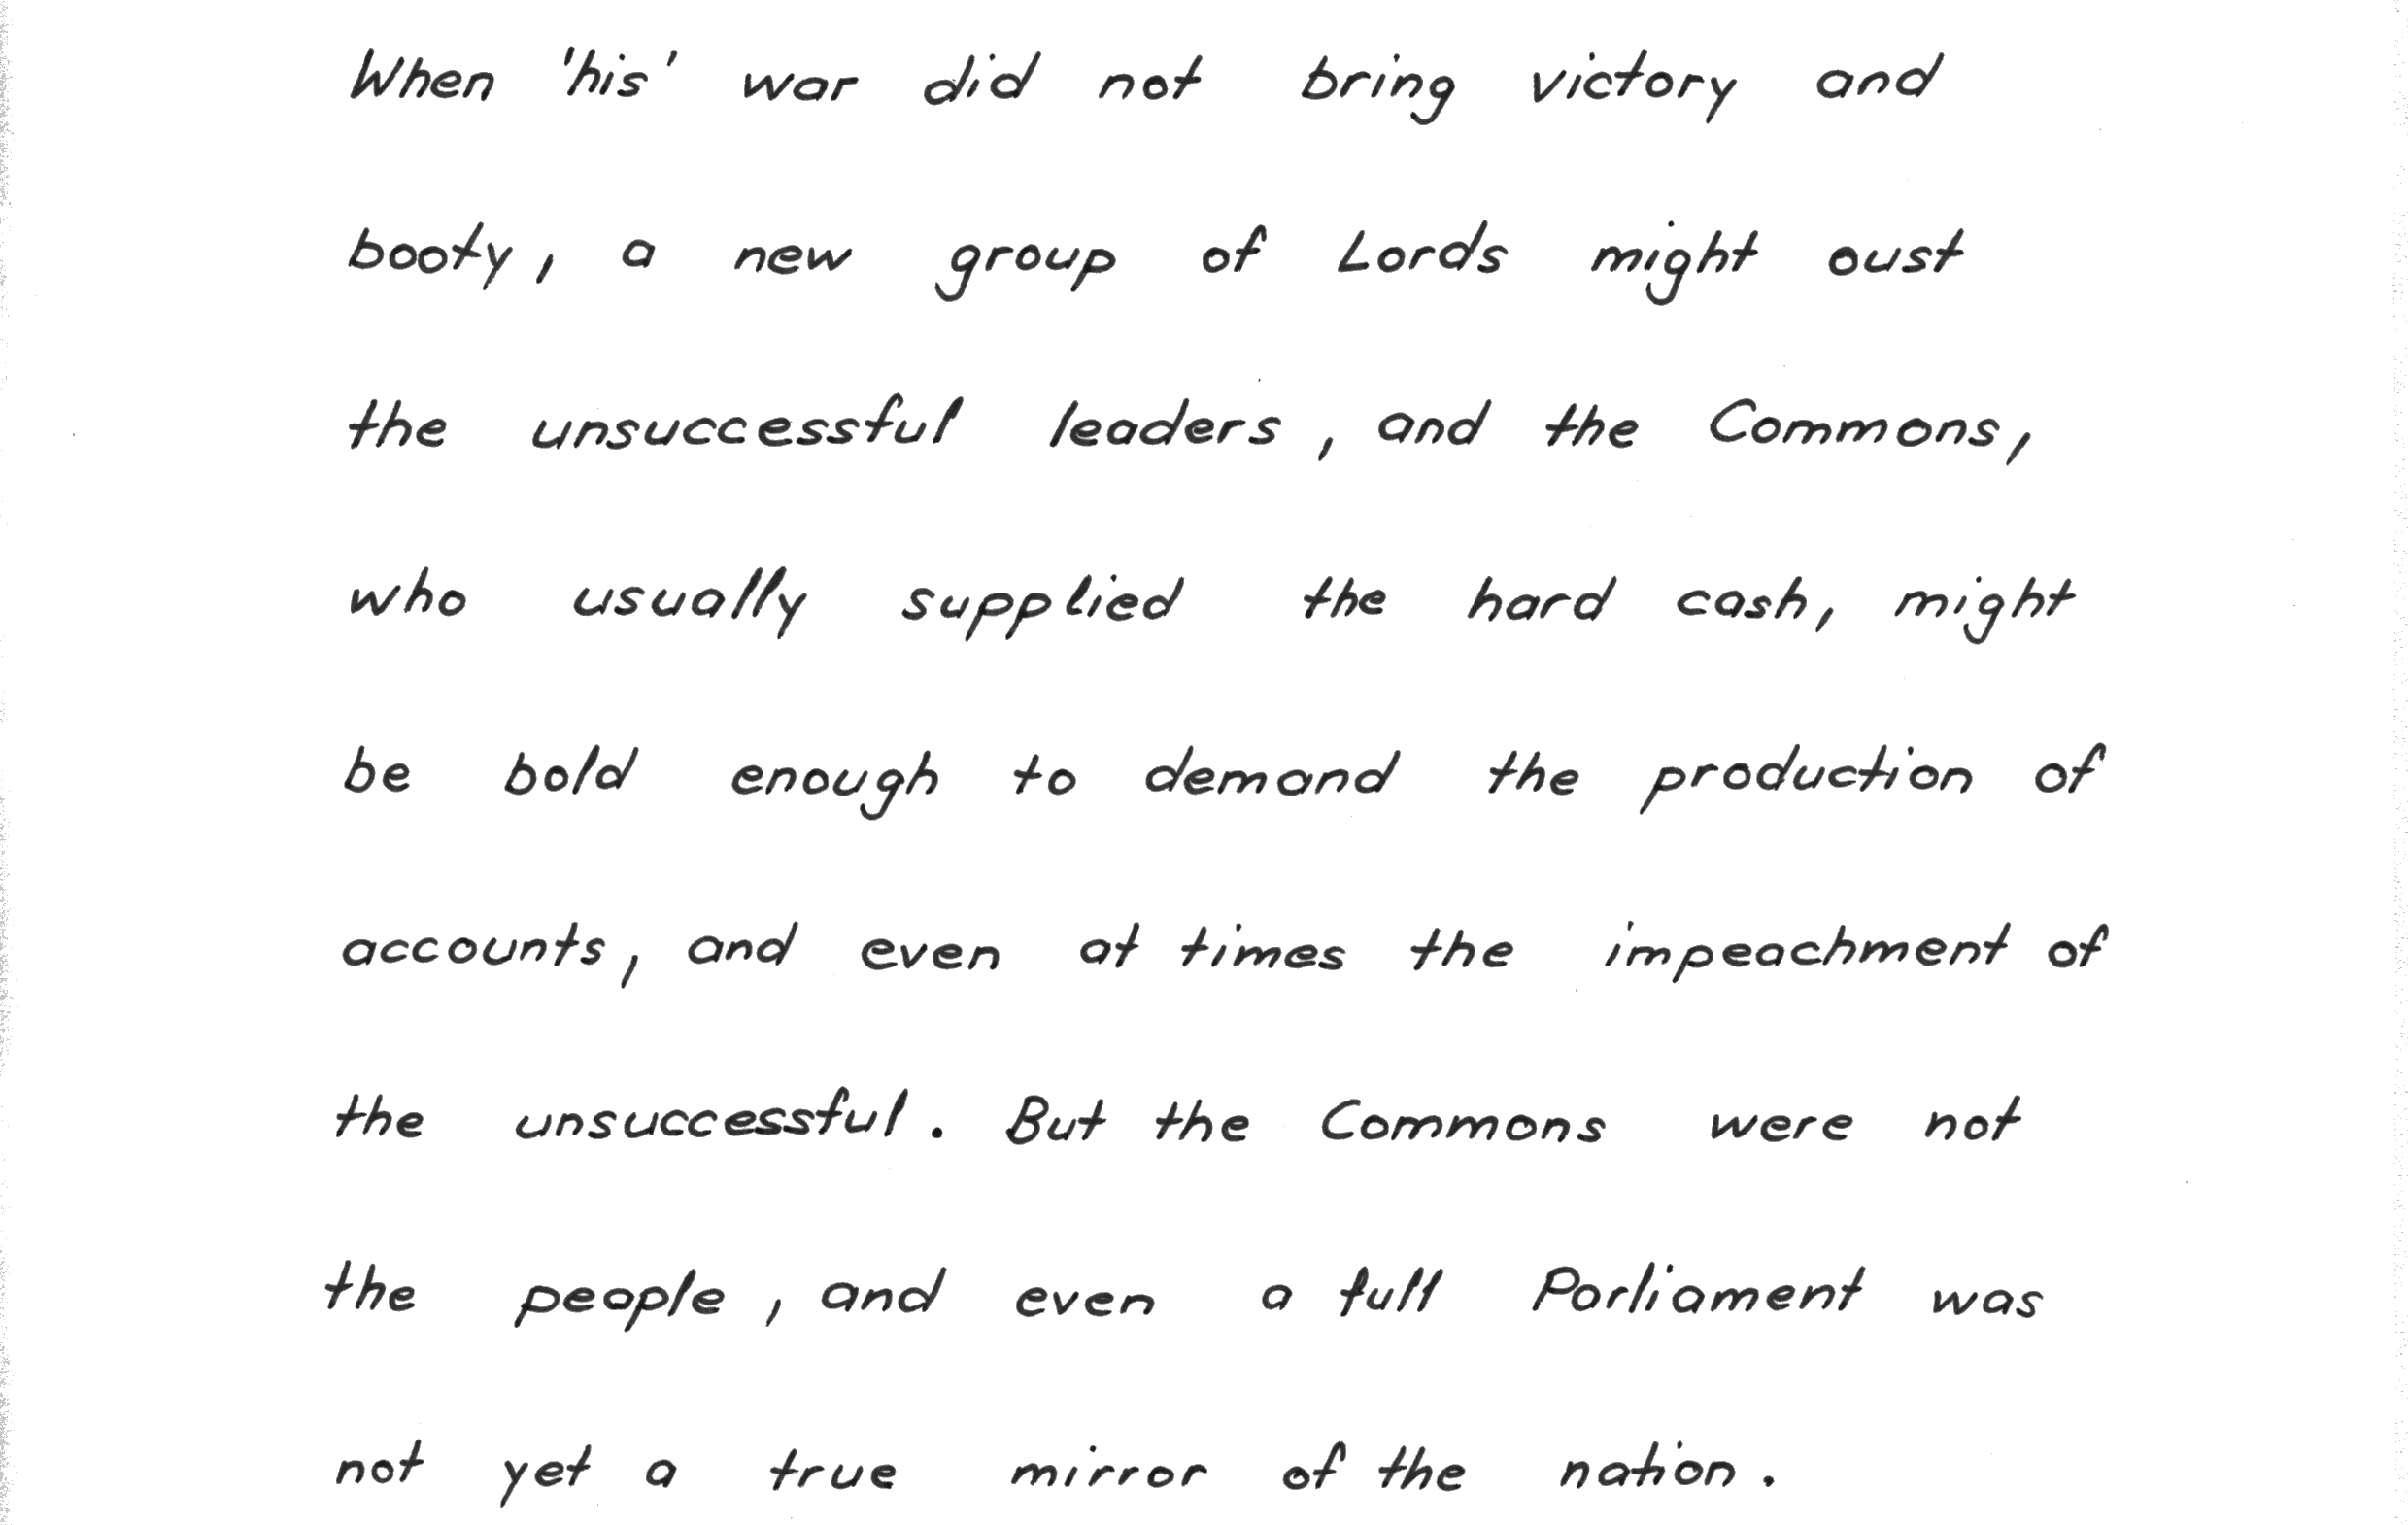 When 'his' war did not bring victory and
booty, a new group of Lords might oust
the unsuccessful leaders, and the Commons,
who usually supplied the hard cash, might
be bold enough to demand the production of
accounts, and even at times the impeachment of
the unsuccessful. But the Commons were not
the people, and even a full Parliament was
not yet a true mirror of the nation.